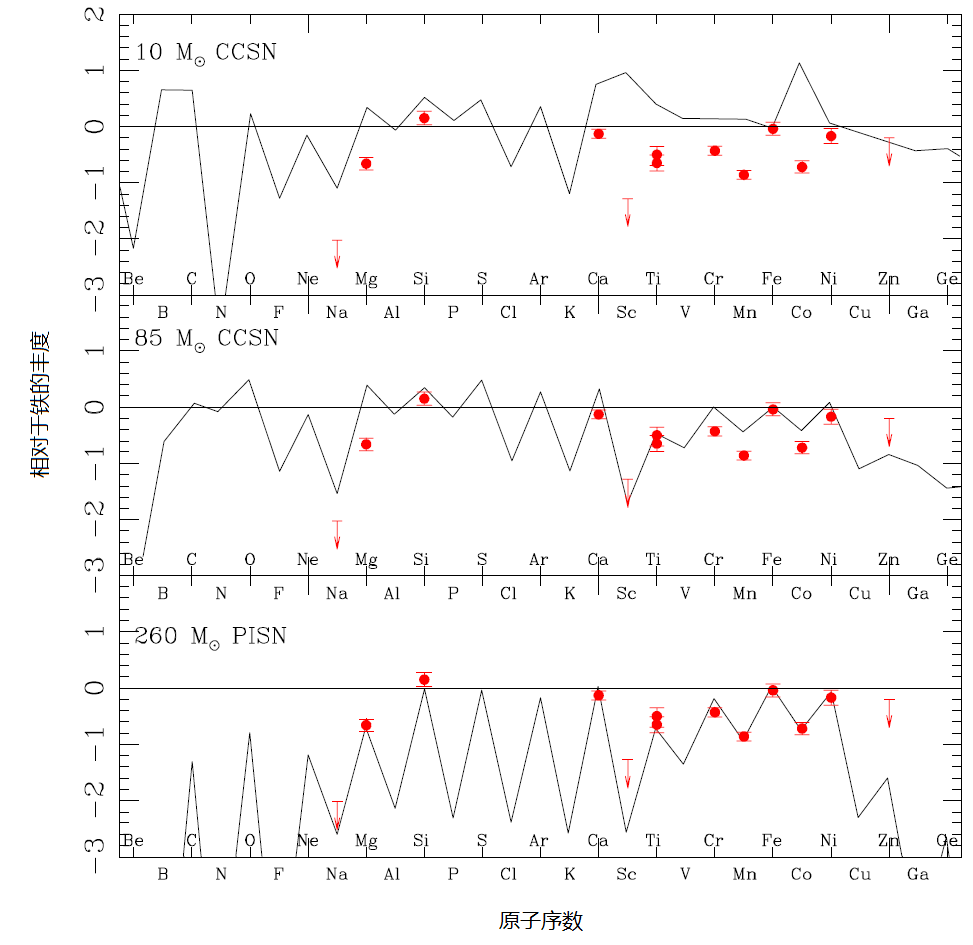 10 M⊙ CCSN
2
1
0
−1
−2
−3
Be C O Ne Mg Si S Ar Ca Ti Cr Fe Ni Zn Ge
B N F Na Al P Cl K Sc V Mn Co Cu Ga
85 M⊙ CCSN
1
0
−1
−2
−3
Be C O Ne Mg Si S Ar Ca Ti Cr Fe Ni Zn Ge
B N F Na Al P Cl K Sc V Mn Co Cu Ga
260 M⊙ PISN
1
0
−1
−2
−3
Be C O Ne Mg Si S Ar Ca Ti Cr Fe Ni Zn Ge
B N F Na Al P Cl K Sc V Mn Co Cu Ga
相对于铁的丰度
原子序数